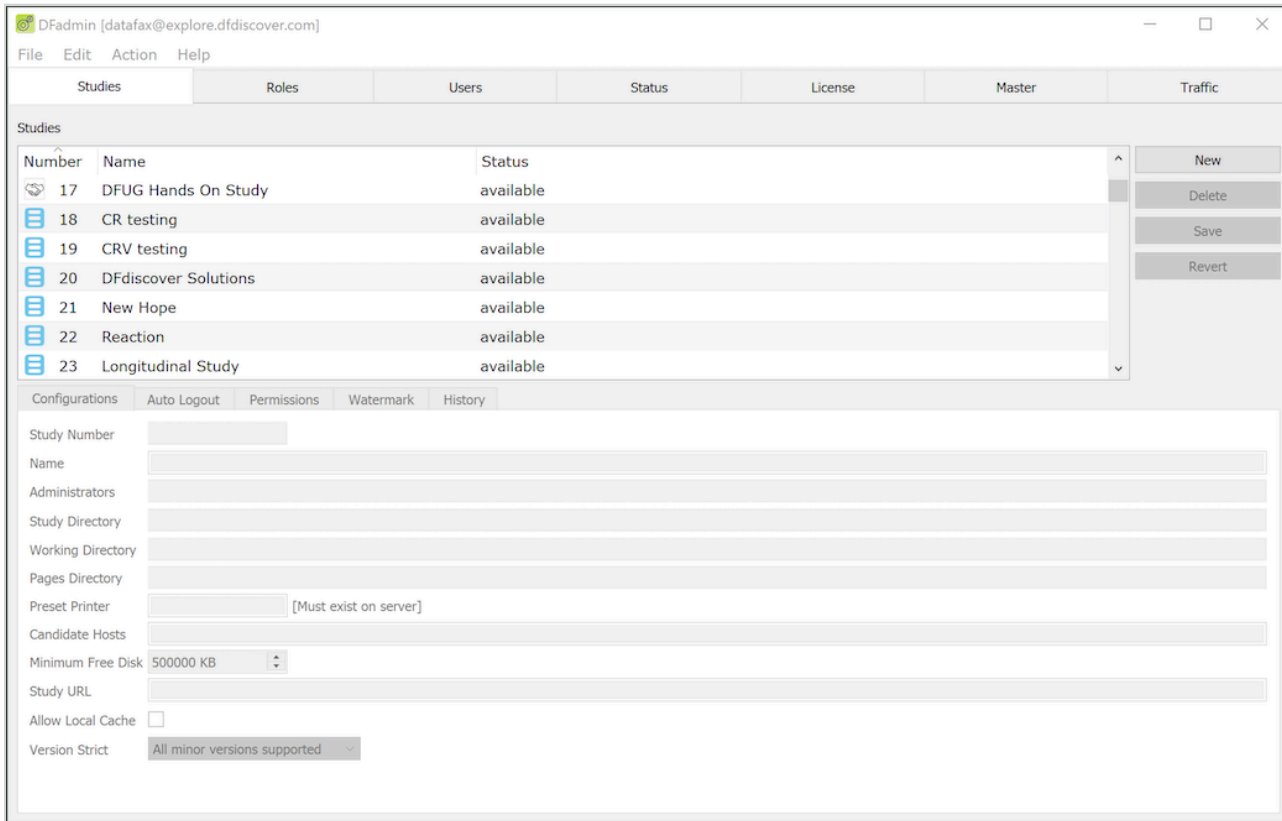 DFadmin [datafax@explore.dfdiscover.com]
File Edit Action Help
Studies Roles Users Status License Master Traffic
Studies
Number Name Status
17 DFUG Hands On Study available
18 CR testing available
19 CRV testing available
20 DFdiscover Solutions available
21 New Hope available
22 Reaction available
23 Longitudinal Study available
New
Delete
Save
Revert
Configurations Auto Logout Permissions Watermark History
Study Number
Name
Administrators
Study Directory
Working Directory
Pages Directory
Preset Printer [Must exist on server]
Candidate Hosts
Minimum Free Disk 500000 KB
Study URL
Allow Local Cache
Version Strict All minor versions supported